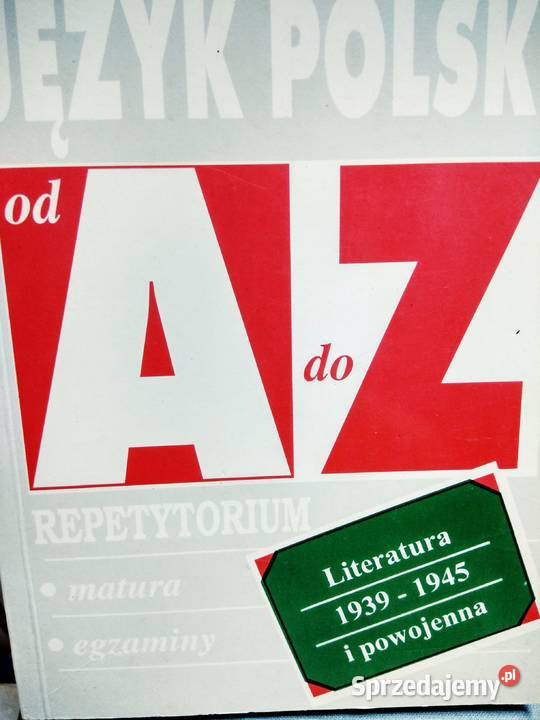 JĘZYK POLSK
od
A
do
Z
REPETYTORIUM
• matura
• egzaminy
Literatura
1939 - 1945
i powojenna
Sprzedajemy.pl